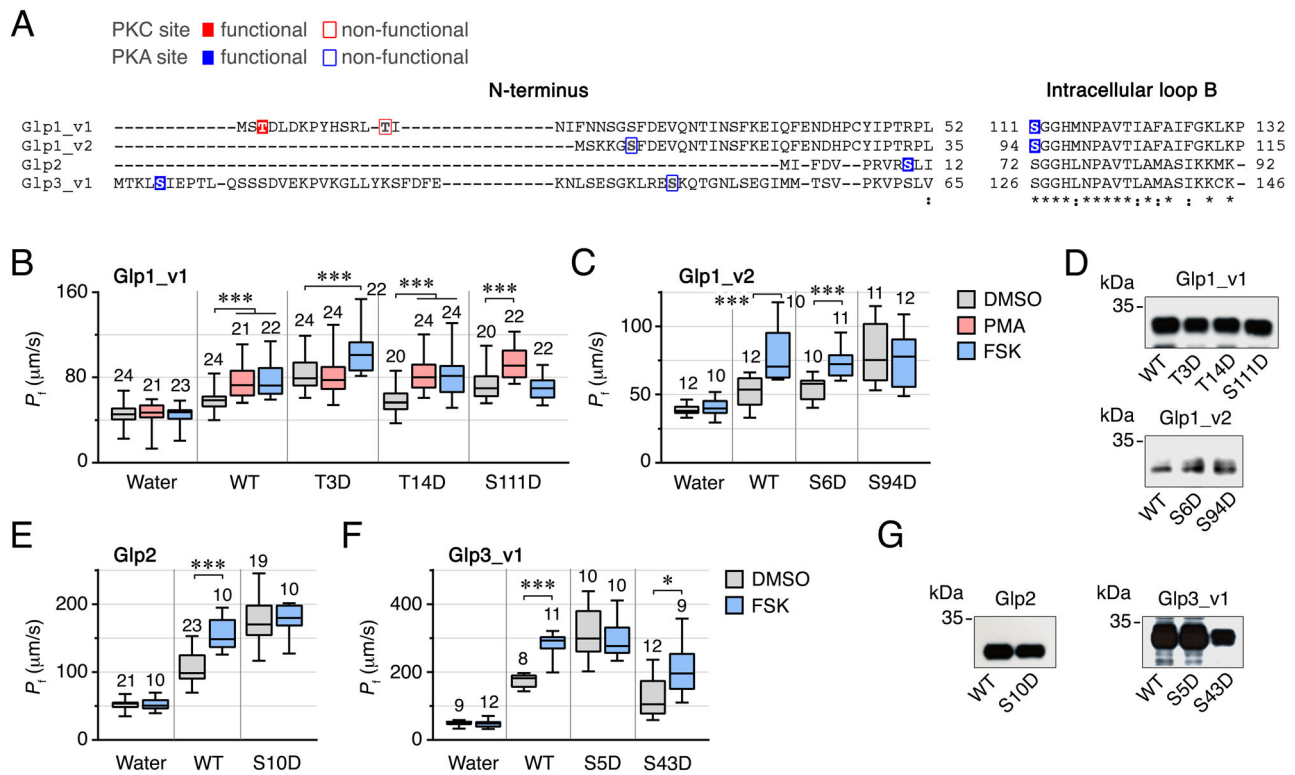 A
PKC site functional non-functional
PKA site functional non-functional
N-terminus
Intracellular loop B
Glp1_v1 ------------------MSTDLDKPYHSRL-TI-----------------------NIFNNSGSFDEVQNTINSFKEIQFENDHPCYIPTRPL 52 111 SGGHMNPAVTIAFAIFGKLKP 132
Glp1_v2 -----------------------------------------------------------MSKKGSFDEVQNTINSFKEIQFENDHPCYIPTRPL 35 94 SGGHMNPAVTIAFAIFGKLKP 115
Glp2 --------------------------------------------------------------------------------MI-FDV--PRVRSLI 12 72 SGGHLNPAVTLAMASIKKMK- 92
Glp3_v1 MTKLSIEPTL-QSSSDVEKPVKGLLYKSFDFE-----------------KNLSESGKLRESKQTGNLSEGIMM-TSV--PKVPSLV 65 126 SGGHLNPAVTLAMASIKKCK- 146
: ****:*****:*:* : * *
B
Glp1_v1
160
80
0
Pf (µm/s)
24 21 23 24 21 22 24 24 22 20 24 24 20 22 22
*** *** *** ***
Water WT T3D T14D S111D
C
Glp1_v2
100
50
0
Pf (µm/s)
12 10 12 10 10 11 11 12
*** ***
Water WT S6D S94D
DMSO
PMA
FSK
D
kDa Glp1_v1
35
WT T3D T14D S111D
kDa Glp1_v2
35
WT S6D S94D
E
Glp2
200
100
0
Pf (µm/s)
21 10 23 10 19 10
***
Water WT S10D
F
Glp3_v1
400
200
0
Pf (µm/s)
9 12 8 11 10 10 12 9
*** *
Water WT S5D S43D
DMSO
FSK
G
kDa Glp2
35
WT S10D
kDa Glp3_v1
35
WT S5D S43D